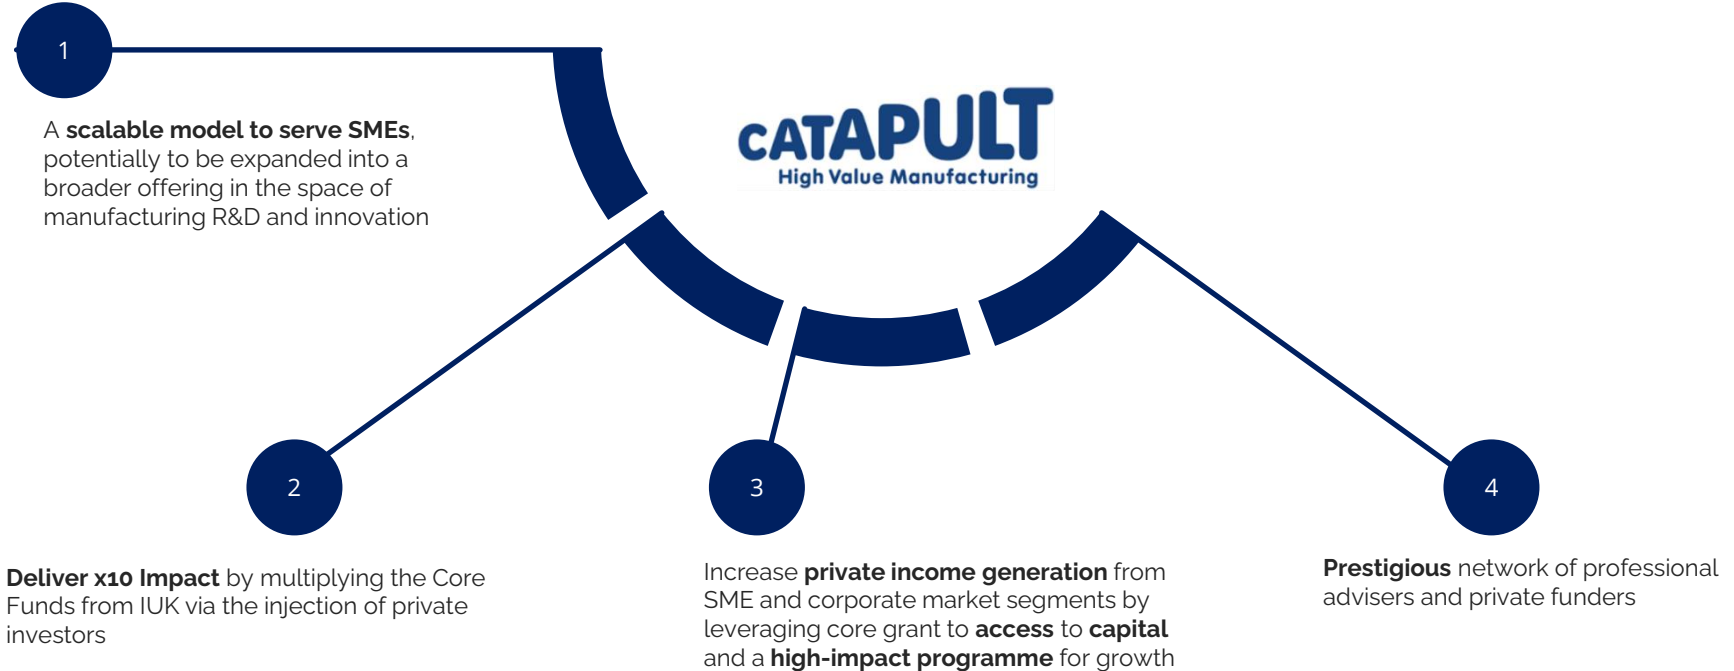 1
A scalable model to serve SMEs,
potentially to be expanded into a
broader offering in the space of
manufacturing R&D and innovation
CATAPULT
High Value Manufacturing
2
Deliver x10 Impact by multiplying the Core
Funds from IUK via the injection of private
investors
3
Increase private income generation from
SME and corporate market segments by
leveraging core grant to access to capital
and a high-impact programme for growth
4
Prestigious network of professional
advisers and private funders